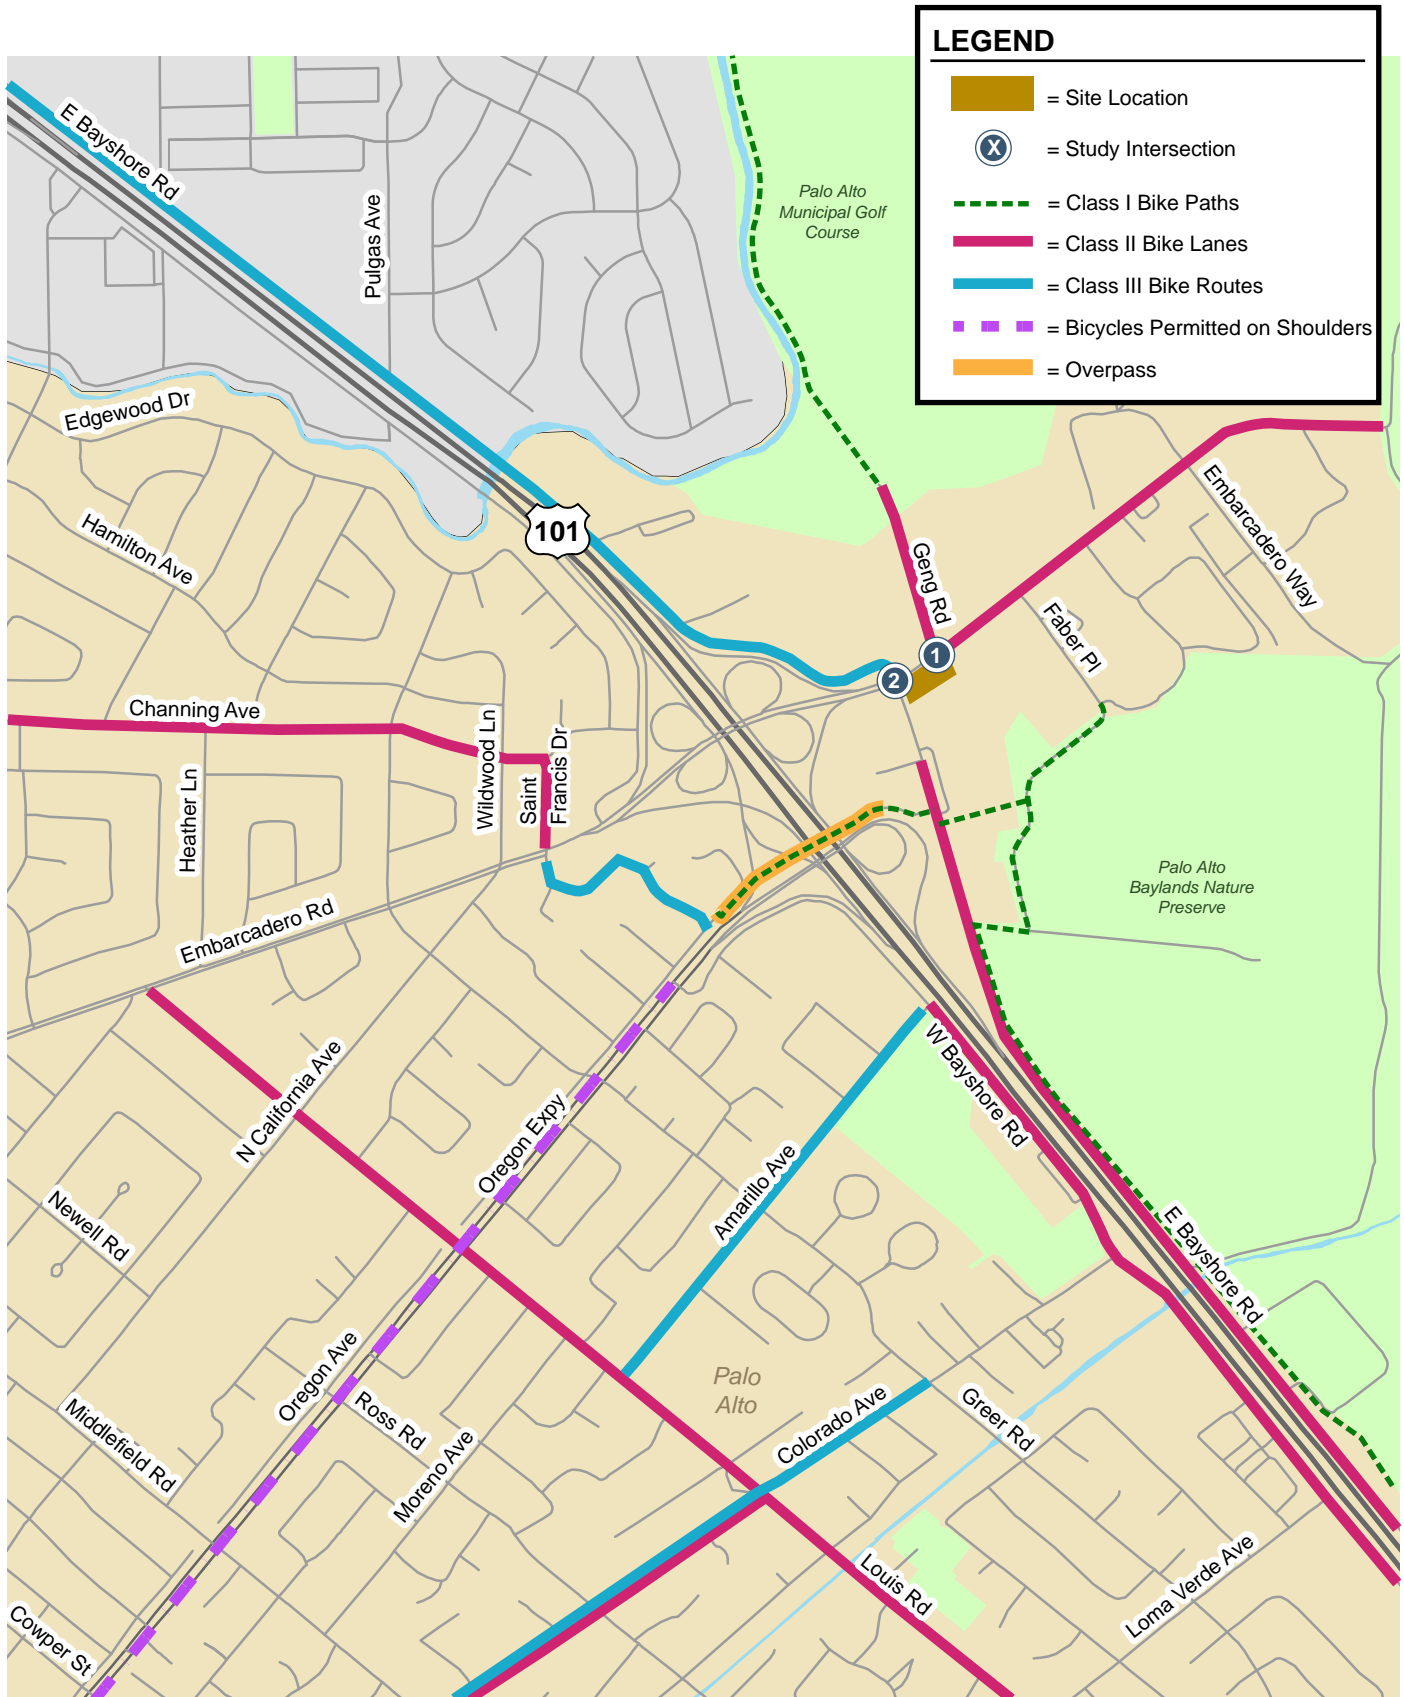 LEGEND
= Site Location
X
= Study Intersection
= Class I Bike Paths
= Class II Bike Lanes
= Class III Bike Routes
= Bicycles Permitted on Shoulders
= Overpass
E Bayshore Rd
Pulgas Ave
Palo Alto
Municipal Golf
Course
Edgewood Dr
Hamilton Ave
101
Geng Rd
Embarcadero Way
Faber Pl
1
2
Channing Ave
Heather Ln
Wildwood Ln
Saint
Francis Dr
Palo Alto
Baylands Nature
Preserve
Embarcadero Rd
N California Ave
Oregon Expy
W Bayshore Rd
Amarillo Ave
Newell Rd
E Bayshore Rd
Oregon Ave
Ross Rd
Palo
Alto
Middlefield Rd
Moreno Ave
Colorado Ave
Greer Rd
Louis Rd
Loma Verde Ave
Cowper St